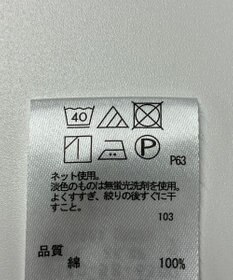 40
P P63
ネット使用。
淡色のものは無蛍光洗剤を使用。
よくすすぎ、絞りの後すぐに干
すこと。
103
品質
綿 100%